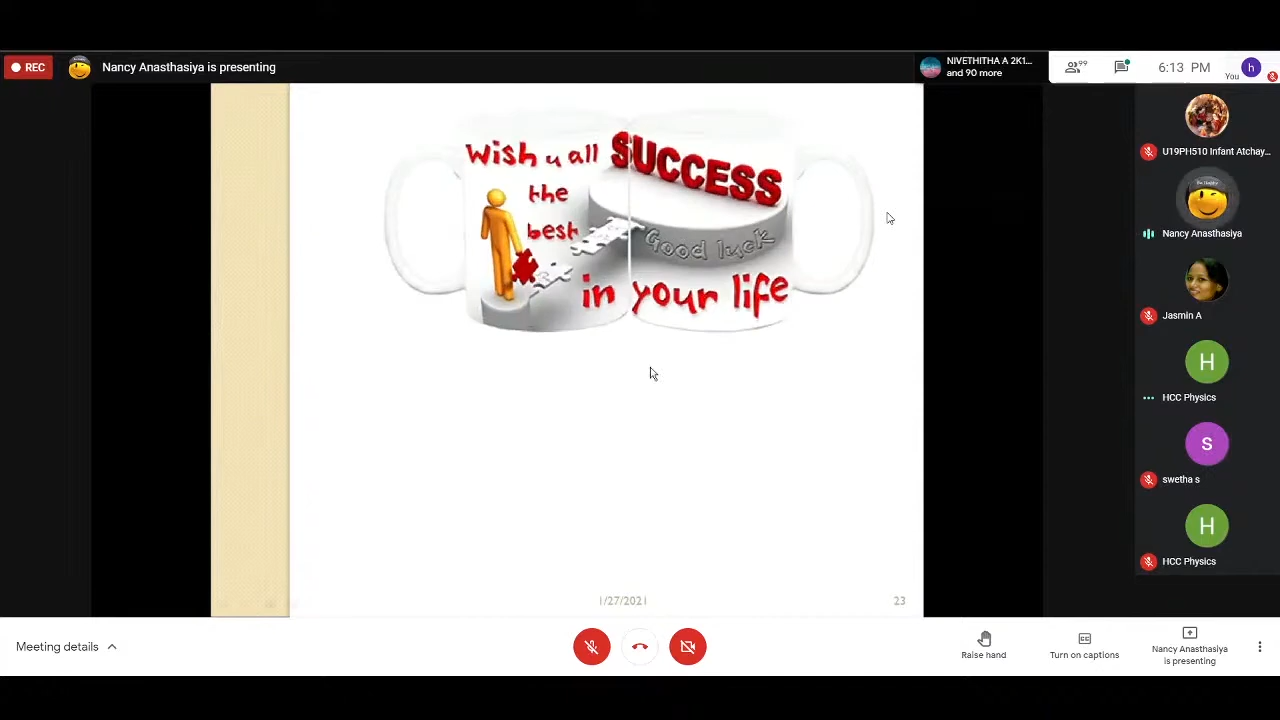 REC
Nancy Anasthasiya is presenting
NIVETHITHA A 2K1...
and 90 more
99
6:13 PM
You
h
Wish u all
the
best
SUCCESS
Good luck
in your life
1/27/2021
23
U19PH510 Infant Atchay...
Nancy Anasthasiya
Jasmin A
H
HCC Physics
S
swetha s
H
HCC Physics
Meeting details
Raise hand
CC
Turn on captions
Nancy Anasthasiya
is presenting